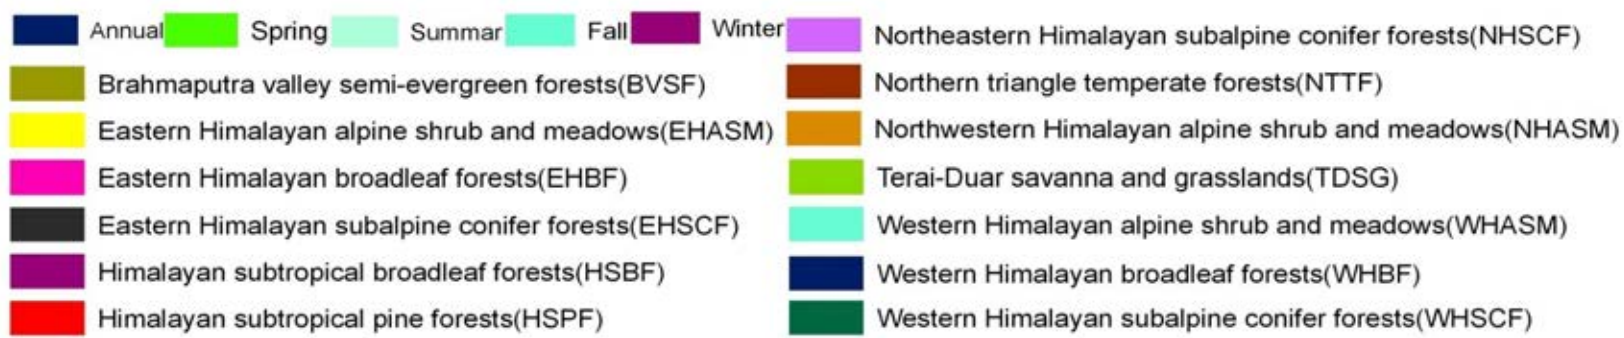 Annual Spring Summar Fall Winter
Northeastern Himalayan subalpine conifer forests(NHSCF)
Brahmaputra valley semi-evergreen forests(BVSF)
Northern triangle temperate forests(NTTF)
Eastern Himalayan alpine shrub and meadows(EHASM)
Northwestern Himalayan alpine shrub and meadows(NHASM)
Eastern Himalayan broadleaf forests(EHBF)
Terai-Duar savanna and grasslands(TDSG)
Eastern Himalayan subalpine conifer forests(EHSCF)
Western Himalayan alpine shrub and meadows(WHASM)
Himalayan subtropical broadleaf forests(HSBF)
Western Himalayan broadleaf forests(WHBF)
Himalayan subtropical pine forests(HSPF)
Western Himalayan subalpine conifer forests(WHSCF)